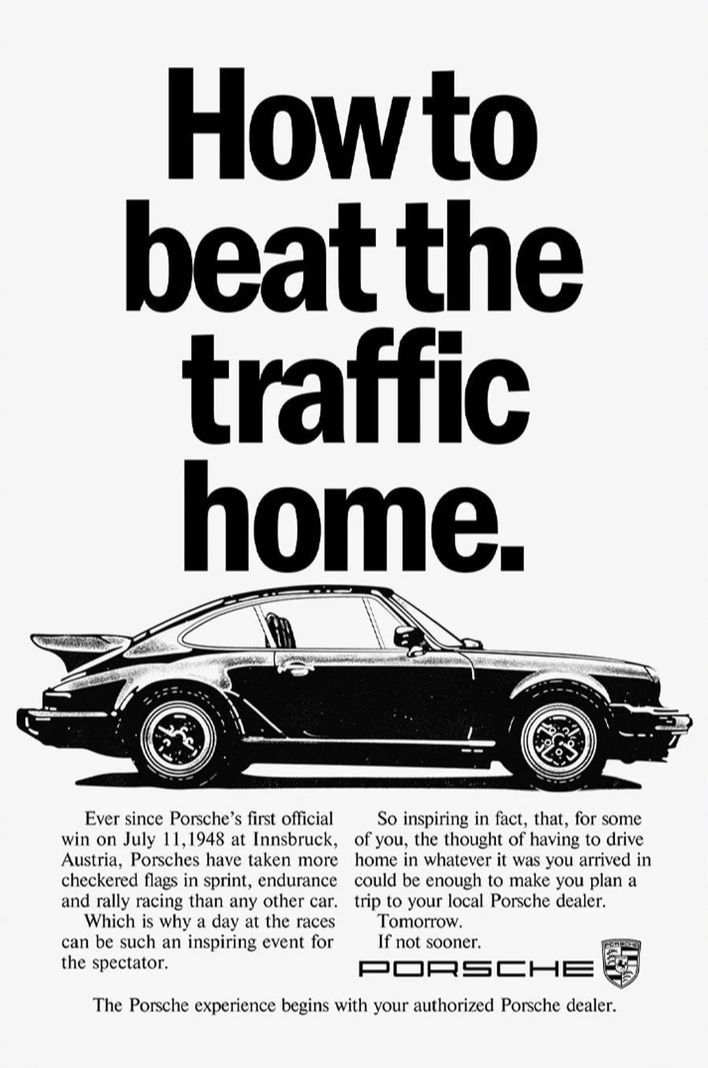 How to
beat the
traffic
home.
Ever since Porsche's first official
win on July 11,1948 at Innsbruck,
Austria, Porsches have taken more
checkered flags in sprint, endurance
and rally racing than any other car.
Which is why a day at the races
can be such an inspiring event for
the spectator.
So inspiring in fact, that, for some
of you, the thought of having to drive
home in whatever it was you arrived in
could be enough to make you plan a
trip to your local Porsche dealer.
Tomorrow.
If not sooner.
PORSCHE
The Porsche experience begins with your authorized Porsche dealer.